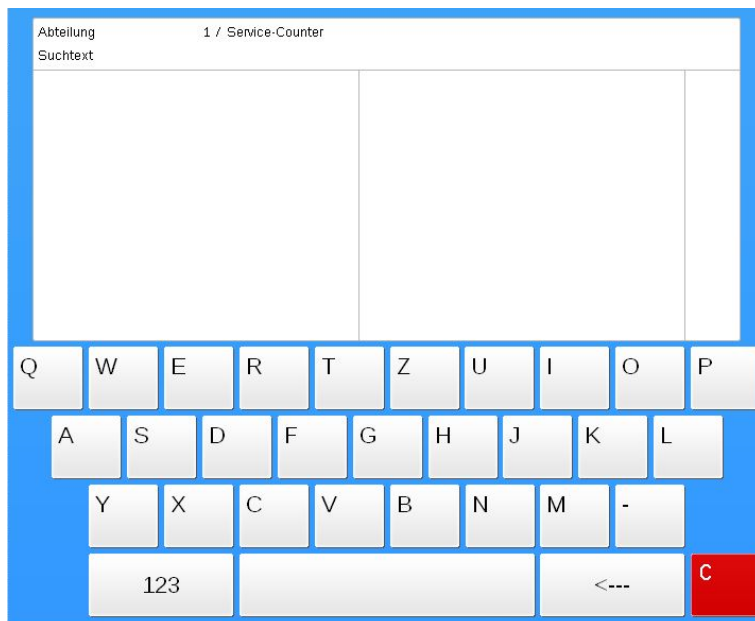 Abteilung 1 / Service-Counter
Suchtext
Q W E R T Z U I O P
A S D F G H J K L
Y X C V B N M -
123 <--- C